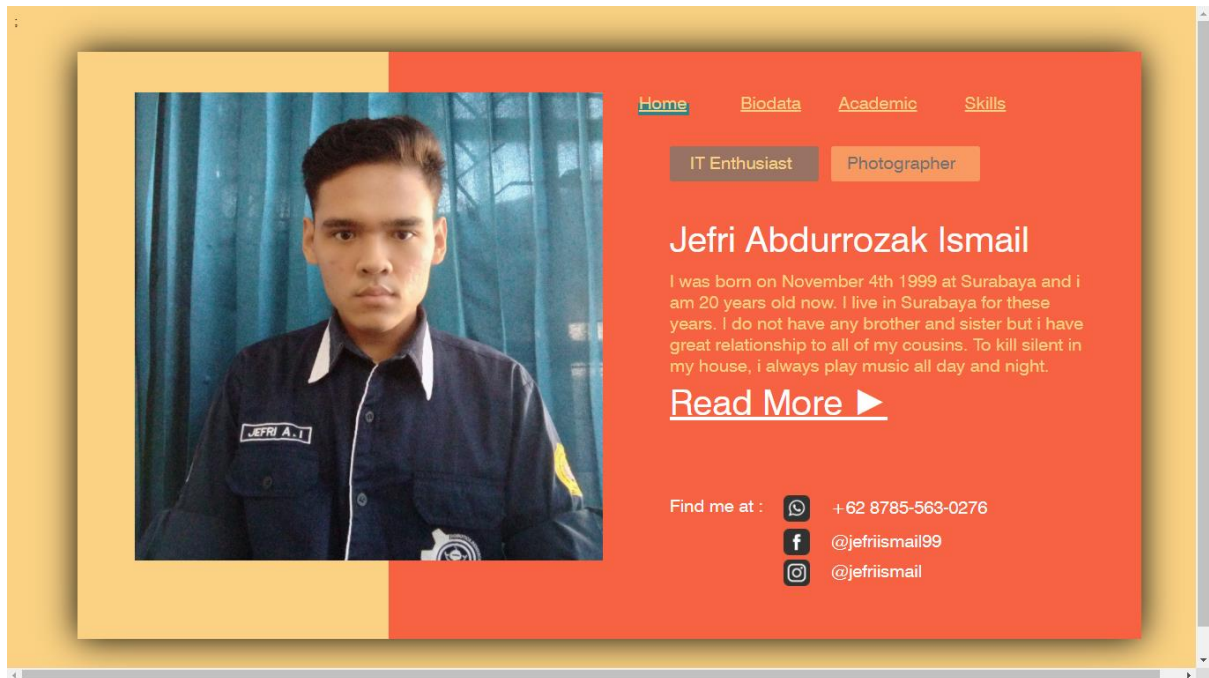 ;
Home Biodata Academic Skills
IT Enthusiast Photographer
Jefri Abdurrozak Ismail
I was born on November 4th 1999 at Surabaya and i
am 20 years old now. I live in Surabaya for these
years. I do not have any brother and sister but i have
great relationship to all of my cousins. To kill silent in
my house, i always play music all day and night.
Read More ▶
JEFRI A.I
Find me at : +62 8785-563-0276
@jefriismail99
@jefriismail